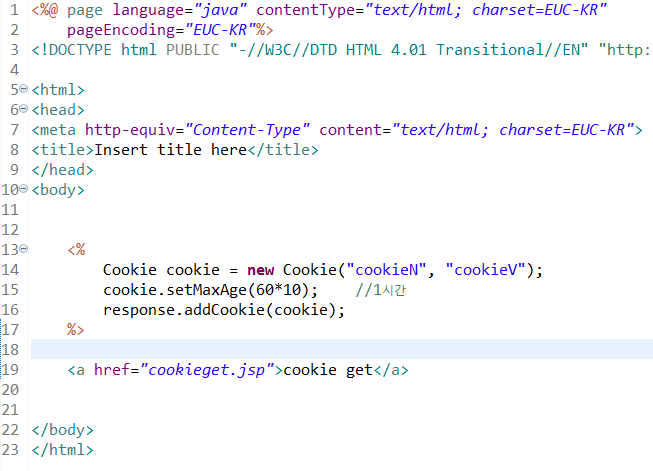 1 <%@ page language="java" contentType="text/html; charset=EUC-KR"
2     pageEncoding="EUC-KR"%>
3 <!DOCTYPE html PUBLIC "-//W3C//DTD HTML 4.01 Transitional//EN" "http:
4
5 <html>
6 <head>
7 <meta http-equiv="Content-Type" content="text/html; charset=EUC-KR">
8 <title>Insert title here</title>
9 </head>
10 <body>
11
12
13     <%
14         Cookie cookie = new Cookie("cookieN", "cookieV");
15         cookie.setMaxAge(60*10);    //1시간
16         response.addCookie(cookie);
17     %>
18
19     <a href="cookieget.jsp">cookie get</a>
20
21
22 </body>
23 </html>